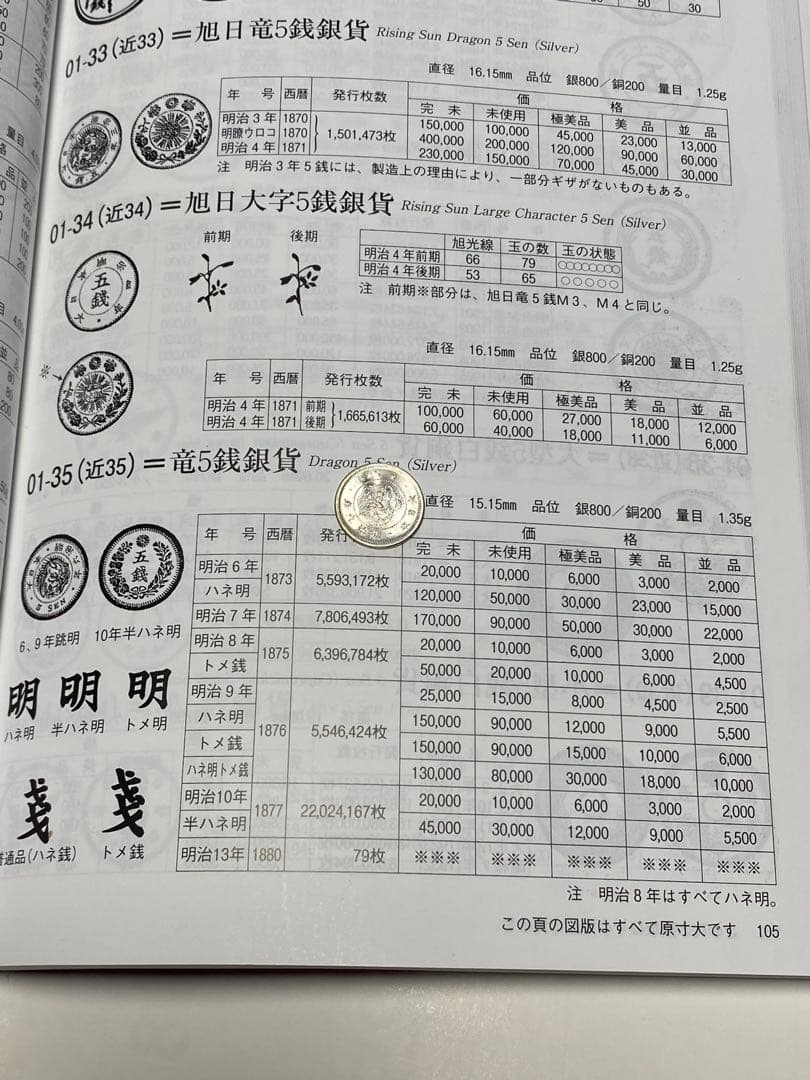 50
30
01-33(近33)=旭日竜5銭銀貨 Rising Sun Dragon 5 Sen (Silver)
直径 16.15mm 品位 銀800/銅200 量目 1.25g
年 号 西暦 発行枚数 価 格
完 未 未使用 極美品 美 品 並 品
明治3年 1870 1,501,473枚 150,000 100,000 45,000 23,000 13,000
明瞭ウロコ 1870 400,000 200,000 120,000 90,000 60,000
明治4年 1871 230,000 150,000 70,000 45,000 30,000
注 明治3年5銭には、製造上の理由により、一部分ギザがないものもある。
01-34(近34)=旭日大字5銭銀貨 Rising Sun Large Character 5 Sen (Silver)
前期 後期
旭光線 玉の数 玉の状態
明治4年前期 66 79 ○○○○○○○○
明治4年後期 53 65 ○○○○○
注 前期※部分は、旭日竜5銭M3、M4と同じ。
※
直径 16.15mm 品位 銀800/銅200 量目 1.25g
年 号 西暦 発行枚数 価 格
完 未 未使用 極美品 美 品 並 品
明治4年 1871 前期 1,665,613枚 100,000 60,000 27,000 18,000 12,000
明治4年 1871 後期 60,000 40,000 18,000 11,000 6,000
01-35(近35)=竜5銭銀貨 Dragon 5 Sen (Silver)
直径 15.15mm 品位 銀800/銅200 量目 1.35g
年 号 西暦 発行 価 格
完 未 未使用 極美品 美 品 並 品
明治6年 1873 5,593,172枚 20,000 10,000 6,000 3,000 2,000
ハネ明 120,000 50,000 30,000 23,000 15,000
明治7年 1874 7,806,493枚 170,000 90,000 50,000 30,000 22,000
明治8年 1875 6,396,784枚 20,000 10,000 6,000 3,000 2,000
トメ銭 50,000 20,000 10,000 6,000 4,500
明治9年 1876 5,546,424枚 25,000 15,000 8,000 4,500 2,500
ハネ明 150,000 90,000 12,000 9,000 5,500
トメ銭 150,000 90,000 15,000 10,000 6,000
ハネ明トメ銭 130,000 80,000 30,000 18,000 10,000
明治10年 1877 22,024,167枚 20,000 10,000 6,000 3,000 2,000
半ハネ明 45,000 30,000 12,000 9,000 5,500
明治13年 1880 79枚 ※※※ ※※※ ※※※ ※※※ ※※※
五錢
6、9年銚明 10年半ハネ明
明 明 明
ハネ明 半ハネ明 トメ明
普通品(ハネ銭) トメ銭
注 明治8年はすべてハネ明。
この頁の図版はすべて原寸大です 105